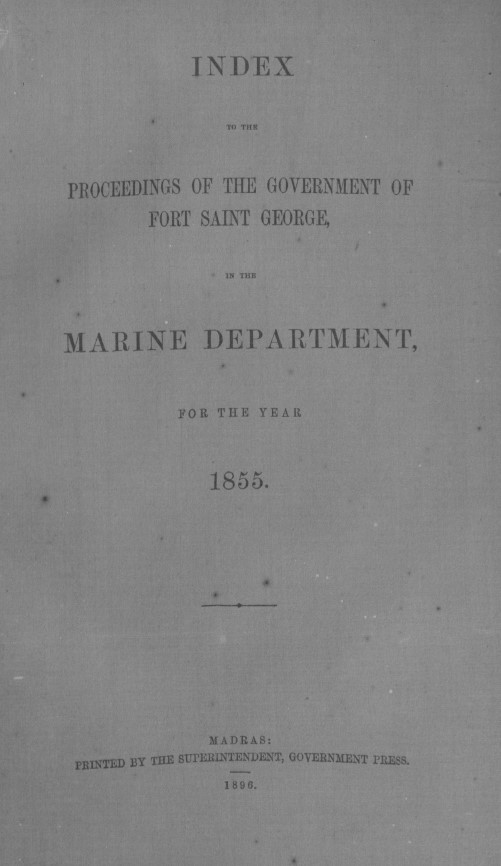 INDEX
TO THE
PROCEEDINGS OF THE GOVERNMENT OF
FORT SAINT GEORGE,
IN THE
MARINE DEPARTMENT,
FOR THE YEAR
1855.
MADRAS:
PRINTED BY THE SUPERINTENDENT, GOVERNMENT PRESS.
1896.